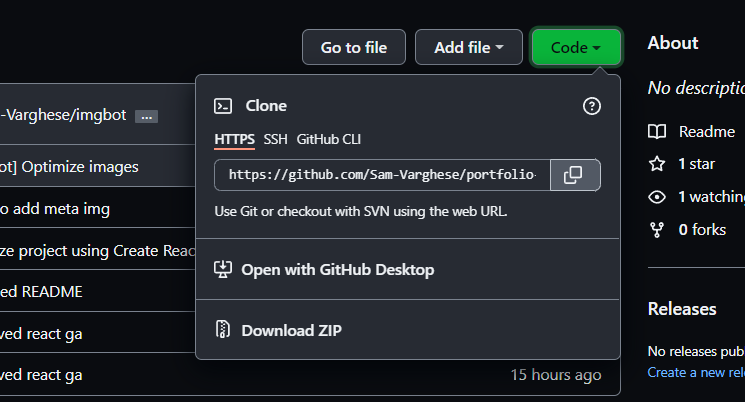 Go to file Add file Code
About
No descriptio
-Varghese/imgbot ...
ot] Optimize images
o add meta img
ze project using Create Reac
ed README
ved react ga
ved react ga
15 hours ago
Clone
HTTPS SSH GitHub CLI
https://github.com/Sam-Varghese/portfolio-
Use Git or checkout with SVN using the web URL.
Open with GitHub Desktop
Download ZIP
Readme
1 star
1 watching
0 forks
Releases
No releases pub
Create a new rel